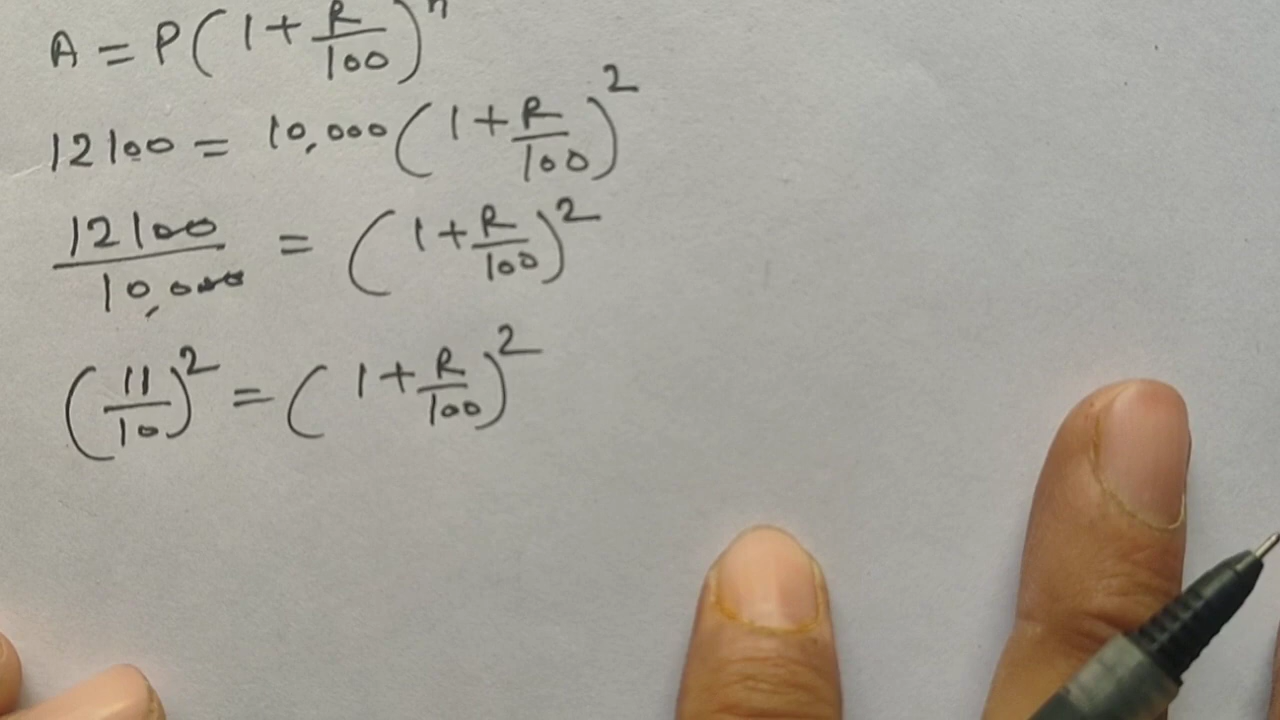 A = P(1 + R/100)^n
12100 = 10,000(1 + R/100)^2
12100/10,000 = (1 + R/100)^2
(11/10)^2 = (1 + R/100)^2